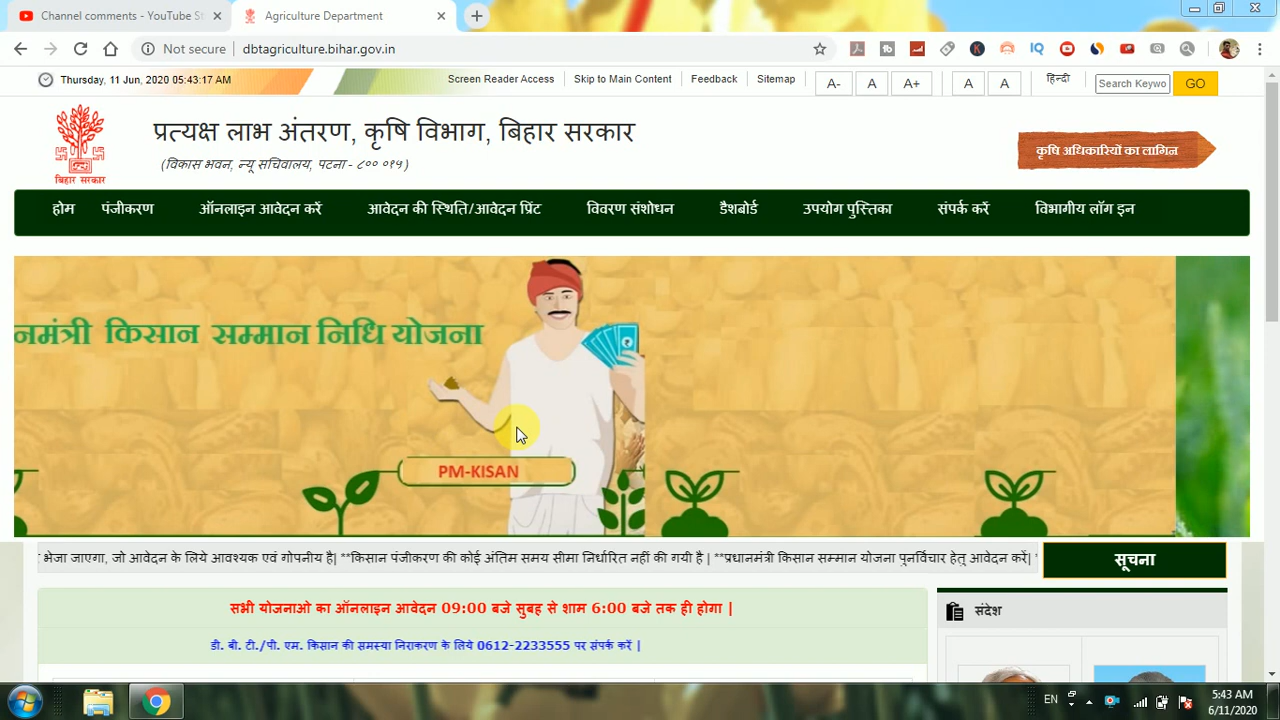 Channel comments - YouTube St
Agriculture Department
Not secure
dbtagriculture.bihar.gov.in
Thursday, 11 Jun, 2020 05:43:17 AM
Screen Reader Access
Skip to Main Content
Feedback
Sitemap
A-
A
A+
A
A
हिन्दी
Search Keywo
GO
बिहार सरकार
प्रत्यक्ष लाभ अंतरण, कृषि विभाग, बिहार सरकार
(विकास भवन, न्यू सचिवालय, पटना - ८०० ०१५)
कृषि अधिकारियों का लागिन
होम
पंजीकरण
ऑनलाइन आवेदन करें
आवेदन की स्थिति/आवेदन प्रिंट
विवरण संशोधन
डैशबोर्ड
उपयोग पुस्तिका
संपर्क करें
विभागीय लॉग इन
नमंत्री किसान सम्मान निधि योजना
PM-KISAN
भेजा जाएगा, जो आवेदन के लिये आवश्यक एवं गोपनीय है| **किसान पंजीकरण की कोई अंतिम समय सीमा निर्धारित नहीं की गयी है | **प्रधानमंत्री किसान सम्मान योजना पुनर्विचार हेतु आवेदन करें|
सूचना
सभी योजनाओ का ऑनलाइन आवेदन 09:00 बजे सुबह से शाम 6:00 बजे तक ही होगा |
डी. बी. टी./पी. एम. किसान की समस्या निराकरण के लिये 0612-2233555 पर संपर्क करें |
संदेश
EN
5:43 AM
6/11/2020